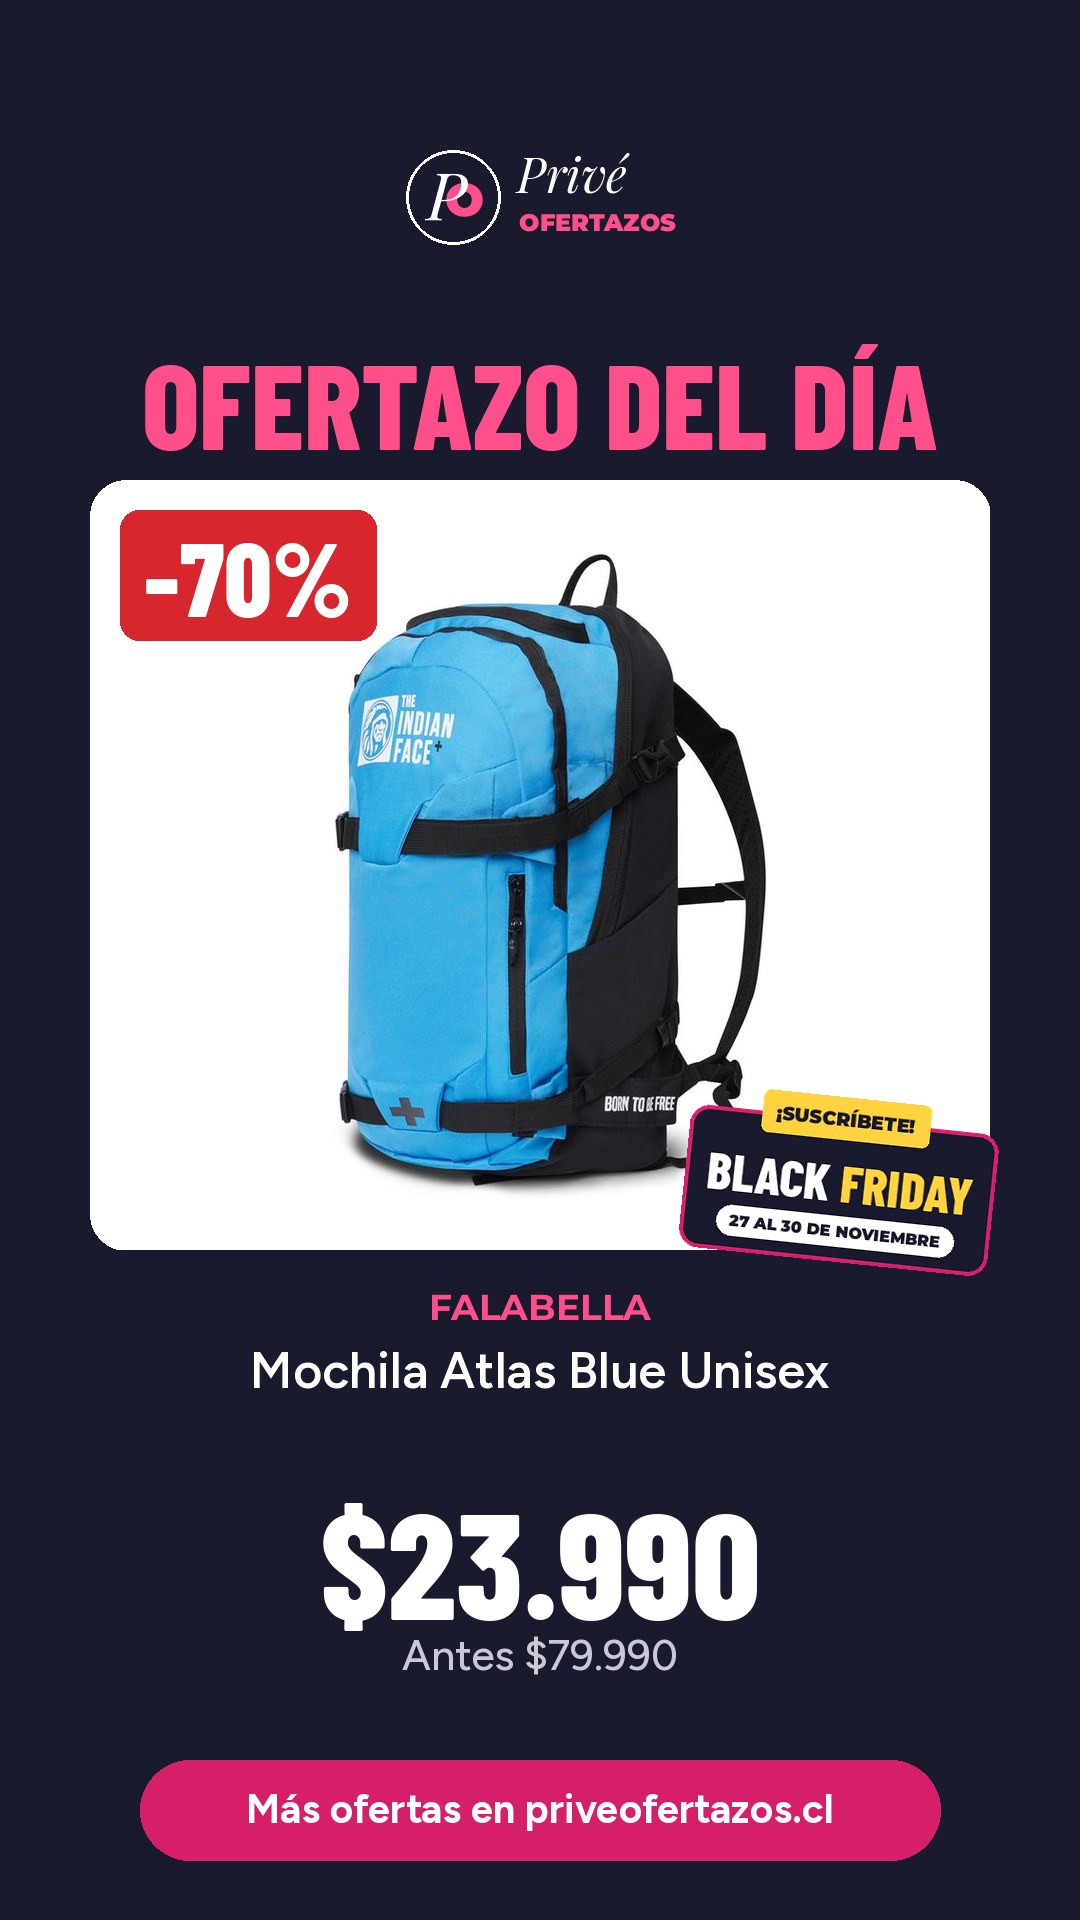 Po Privé
OFERTAZOS
OFERTAZO DEL DÍA
-70%
THE
INDIAN
FACE+
BORN TO BE FREE
¡SUSCRÍBETE!
BLACK FRIDAY
27 AL 30 DE NOVIEMBRE
FALABELLA
Mochila Atlas Blue Unisex
$23.990
Antes $79.990
Más ofertas en priveofertazos.cl